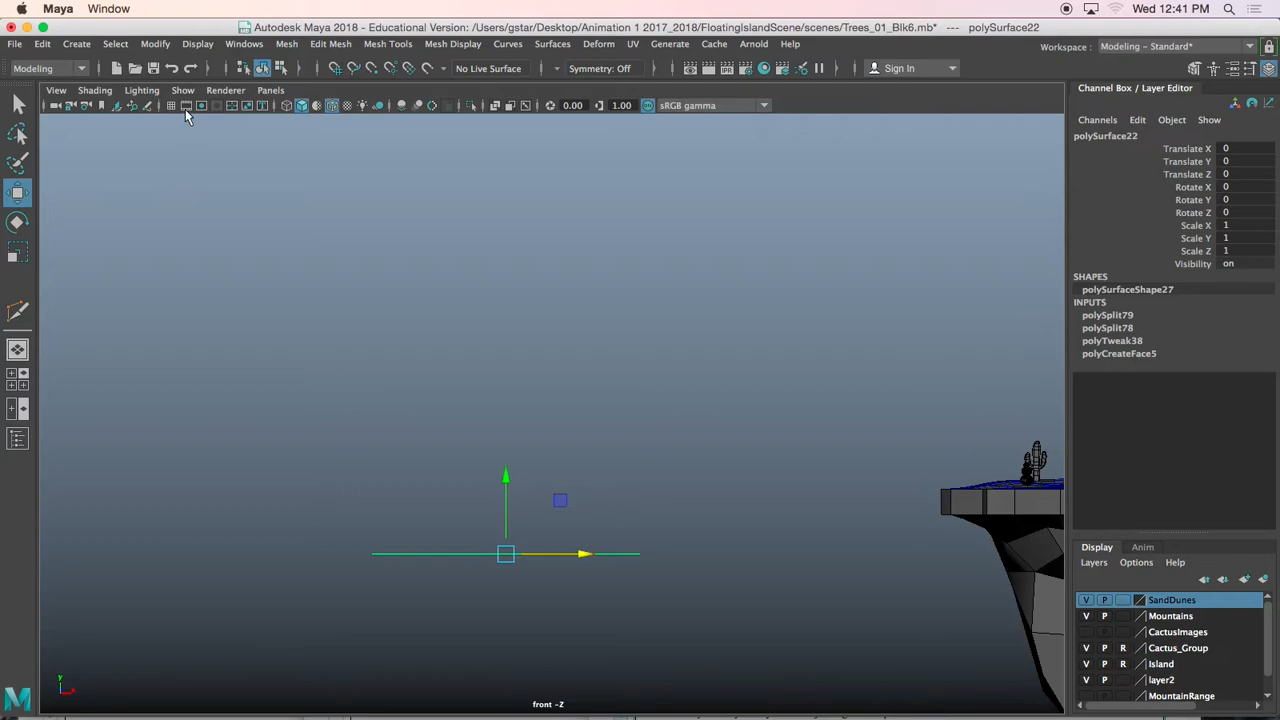 Maya Window Wed 12:41 PM
Autodesk Maya 2018 - Educational Version: /Users/gstar/Desktop/Animation 1 2017_2018/FloatingIslandScene/scenes/Trees_01_Blk6.mb* --- polySurface22
File Edit Create Select Modify Display Windows Mesh Edit Mesh Mesh Tools Mesh Display Curves Surfaces Deform UV Generate Cache Arnold Help Workspace : Modeling - Standard*
Modeling No Live Surface Symmetry: Off Sign In
View Shading Lighting Show Renderer Panels Channel Box / Layer Editor
0.00 1.00 sRGB gamma
Channels Edit Object Show
polySurface22
Translate X 0
Translate Y 0
Translate Z 0
Rotate X 0
Rotate Y 0
Rotate Z 0
Scale X 1
Scale Y 1
Scale Z 1
Visibility on
SHAPES
polySurfaceShape27
INPUTS
polySplit79
polySplit78
polyTweak38
polyCreateFace5
Display Anim
Layers Options Help
V P SandDunes
V P Mountains
CactusImages
V P R Cactus_Group
V P R Island
V P layer2
MountainRange
y
x
front -Z